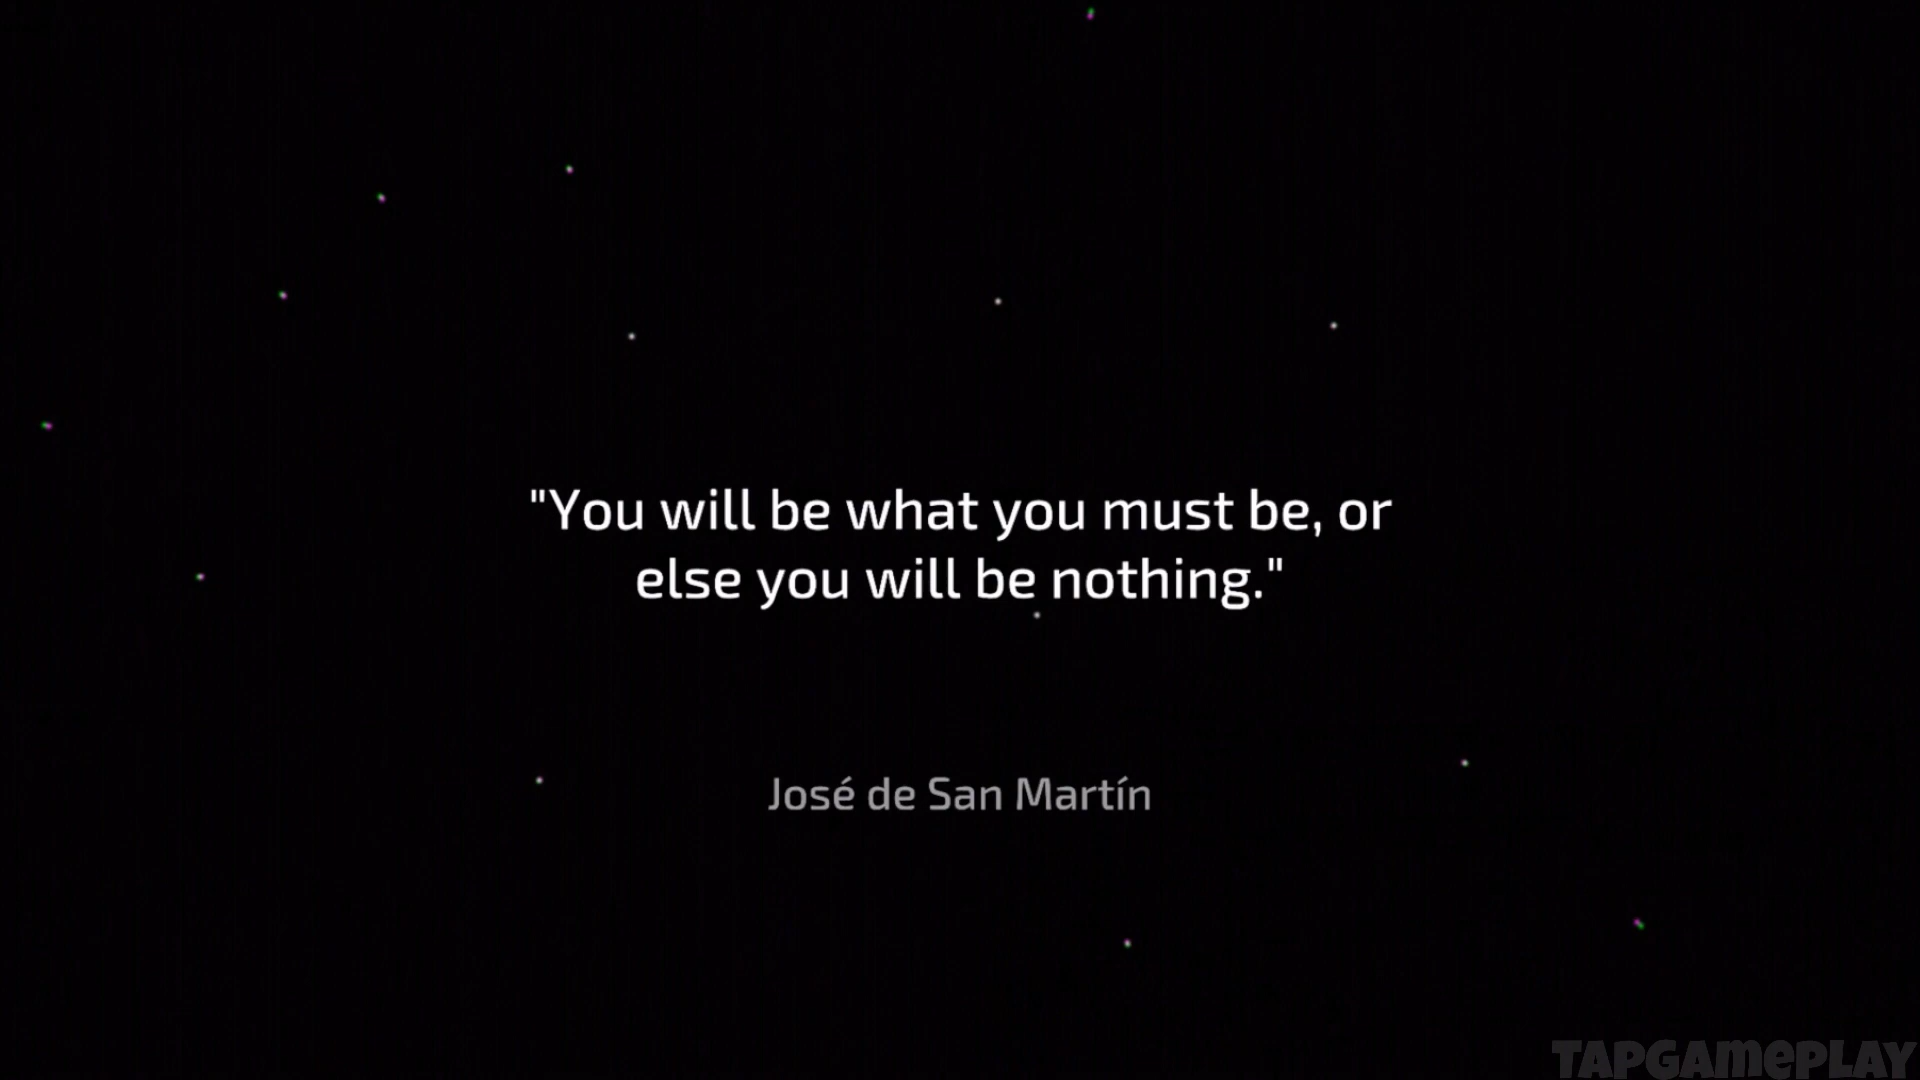 "You will be what you must be, or
else you will be nothing."
José de San Martín
TAPGAMEPLAY